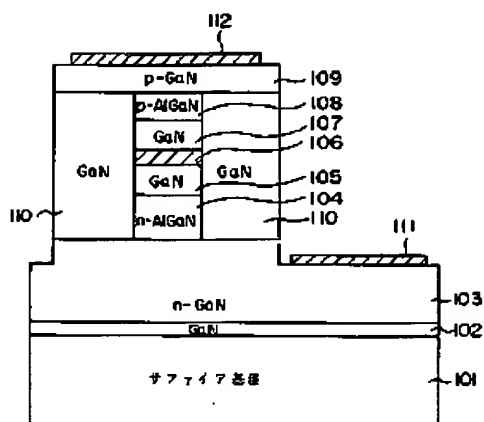 112
p-GaN
109
p-AlGaN
108
GaN
107
106
GaN
GaN
GaN
105
104
n-AlGaN
110
110
111
n-GaN
103
GaN
102
サファイア基板
101